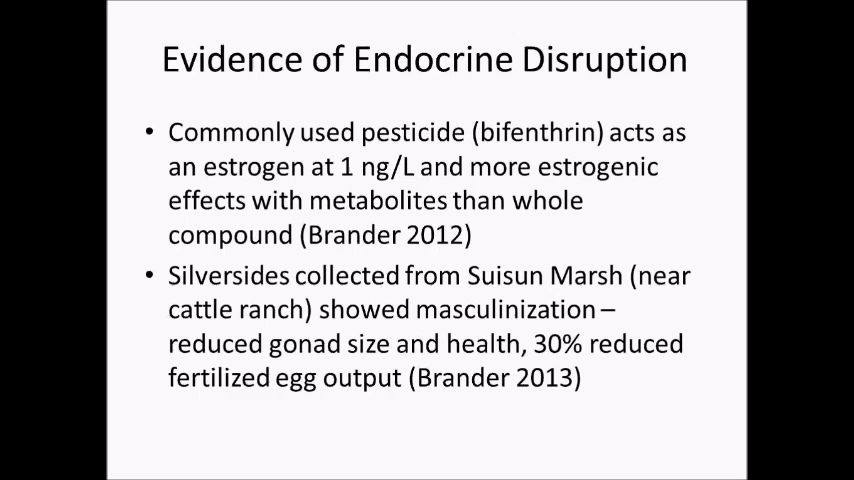 Evidence of Endocrine Disruption
• Commonly used pesticide (bifenthrin) acts as
an estrogen at 1 ng/L and more estrogenic
effects with metabolites than whole
compound (Brander 2012)
• Silversides collected from Suisun Marsh (near
cattle ranch) showed masculinization –
reduced gonad size and health, 30% reduced
fertilized egg output (Brander 2013)